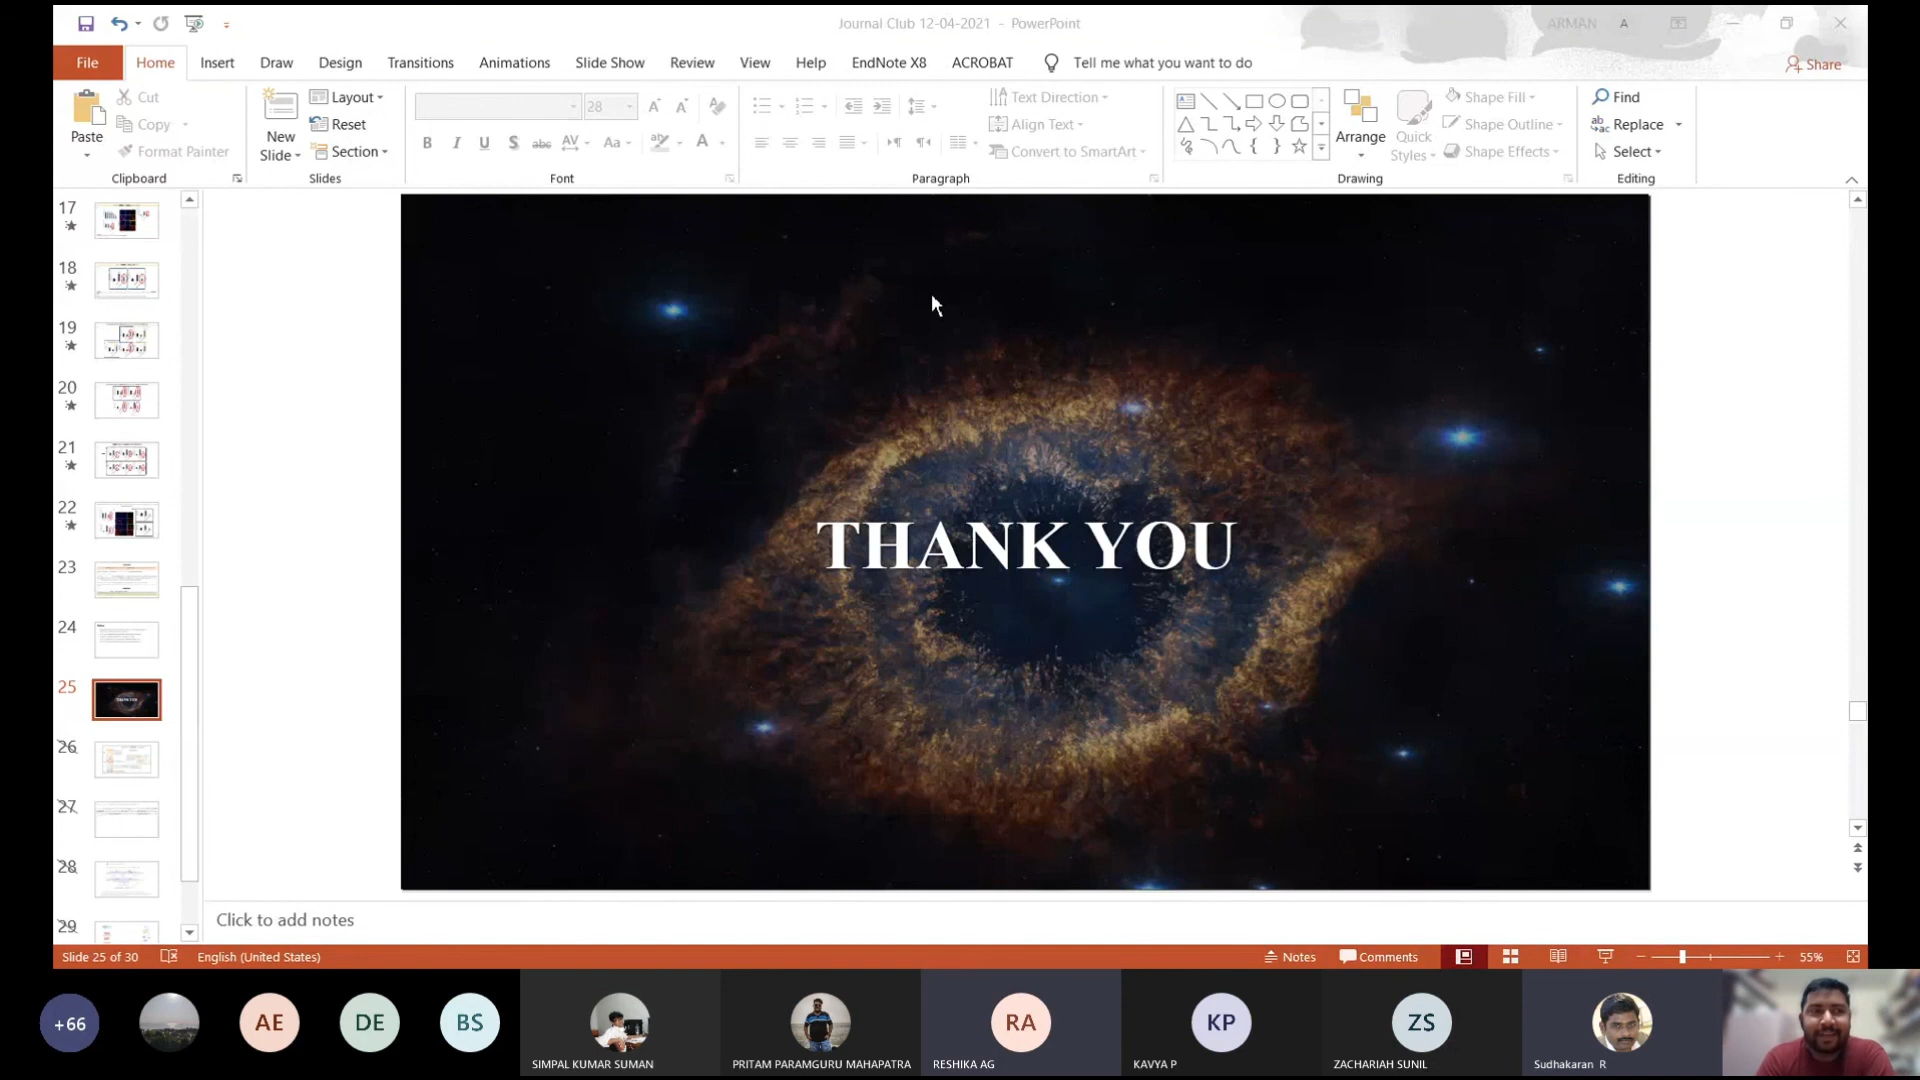 Journal Club 12-04-2021 - PowerPoint
ARMAN A
File Home Insert Draw Design Transitions Animations Slide Show Review View Help EndNote X8 ACROBAT Tell me what you want to do Share
Paste
Cut
Copy
Format Painter
Clipboard
New Slide
Layout
Reset
Section
Slides
28
Font
Text Direction
Align Text
Convert to SmartArt
Paragraph
Arrange
Quick Styles
Shape Fill
Shape Outline
Shape Effects
Drawing
Find
Replace
Select
Editing
17
18
19
20
21
22
23
24
25
26
27
28
29
THANK YOU
Click to add notes
Slide 25 of 30 English (United States) Notes Comments 55%
+66 AE DE BS RA KP ZS
SIMPAL KUMAR SUMAN PRITAM PARAMGURU MAHAPATRA RESHIKA AG KAVYA P ZACHARIAH SUNIL Sudhakaran R